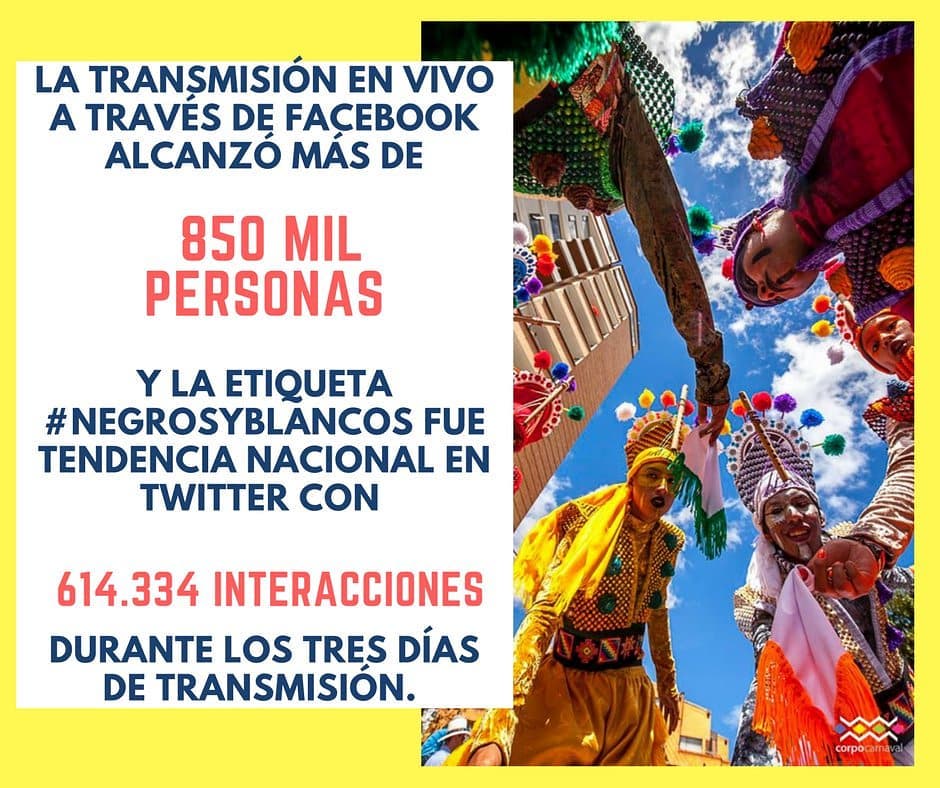 LA TRANSMISIÓN EN VIVO
A TRAVÉS DE FACEBOOK
ALCANZÓ MÁS DE
850 MIL
PERSONAS
Y LA ETIQUETA
#NEGROSYBLANCOS FUE
TENDENCIA NACIONAL EN
TWITTER CON
614.334 INTERACCIONES
DURANTE LOS TRES DÍAS
DE TRANSMISIÓN.
corpocarnaval